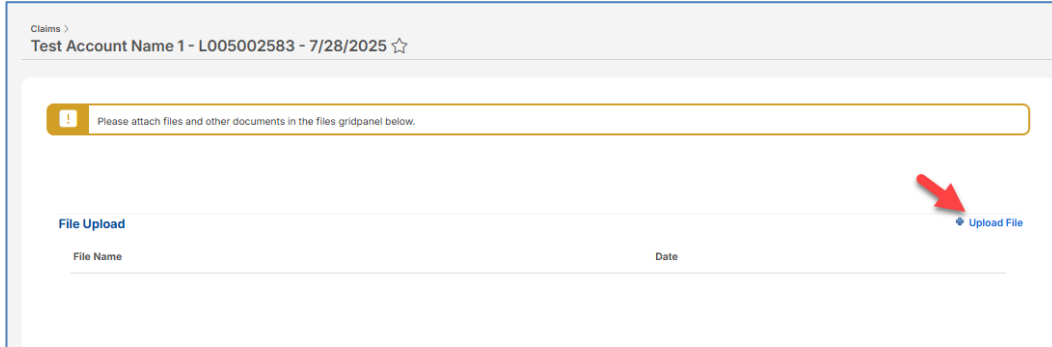 Claims >
Test Account Name 1 - L005002583 - 7/28/2025
Please attach files and other documents in the files gridpanel below.
File Upload
Upload File
File Name Date